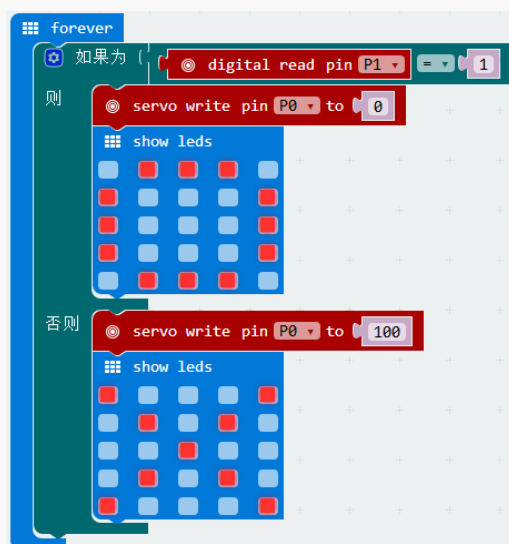 forever
如果为 ( digital read pin P1 = 1
则
servo write pin P0 to 0
show leds
否则
servo write pin P0 to 100
show leds